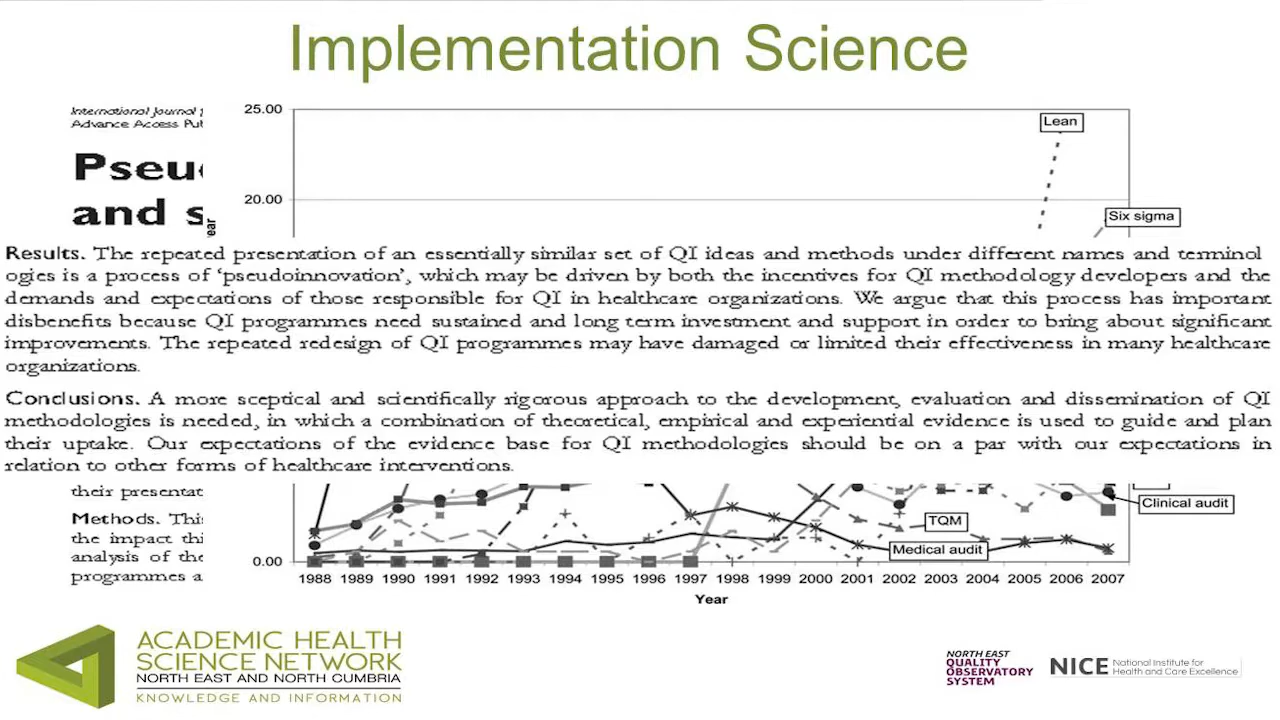 Implementation Science
International Journal f
Advance Access Pu
Pseu
and s
25.00
20.00
ear
Lean
Six sigma
Results. The repeated presentation of an essentially similar set of QI ideas and methods under different names and terminol
ogies is a process of ‘pseudoinnovation’, which may be driven by both the incentives for QI methodology developers and the
demands and expectations of those responsible for QI in healthcare organizations. We argue that this process has important
disbenefits because QI programmes need sustained and long term investment and support in order to bring about significant
improvements. The repeated redesign of QI programmes may have damaged or limited their effectiveness in many healthcare
organizations.
Conclusions. A more sceptical and scientifically rigorous approach to the development, evaluation and dissemination of QI
methodologies is needed, in which a combination of theoretical, empirical and experiential evidence is used to guide and plan
their uptake. Our expectations of the evidence base for QI methodologies should be on a par with our expectations in
relation to other forms of healthcare interventions.
their presentat
Methods. This
the impact thi
analysis of the
programmes a
Clinical audit
TQM
Medical audit
0.00
1988 1989 1990 1991 1992 1993 1994 1995 1996 1997 1998 1999 2000 2001 2002 2003 2004 2005 2006 2007
Year
ACADEMIC HEALTH
SCIENCE NETWORK
NORTH EAST AND NORTH CUMBRIA
KNOWLEDGE AND INFORMATION
NORTH EAST
QUALITY
OBSERVATORY
SYSTEM
NICE National Institute for
Health and Care Excellence